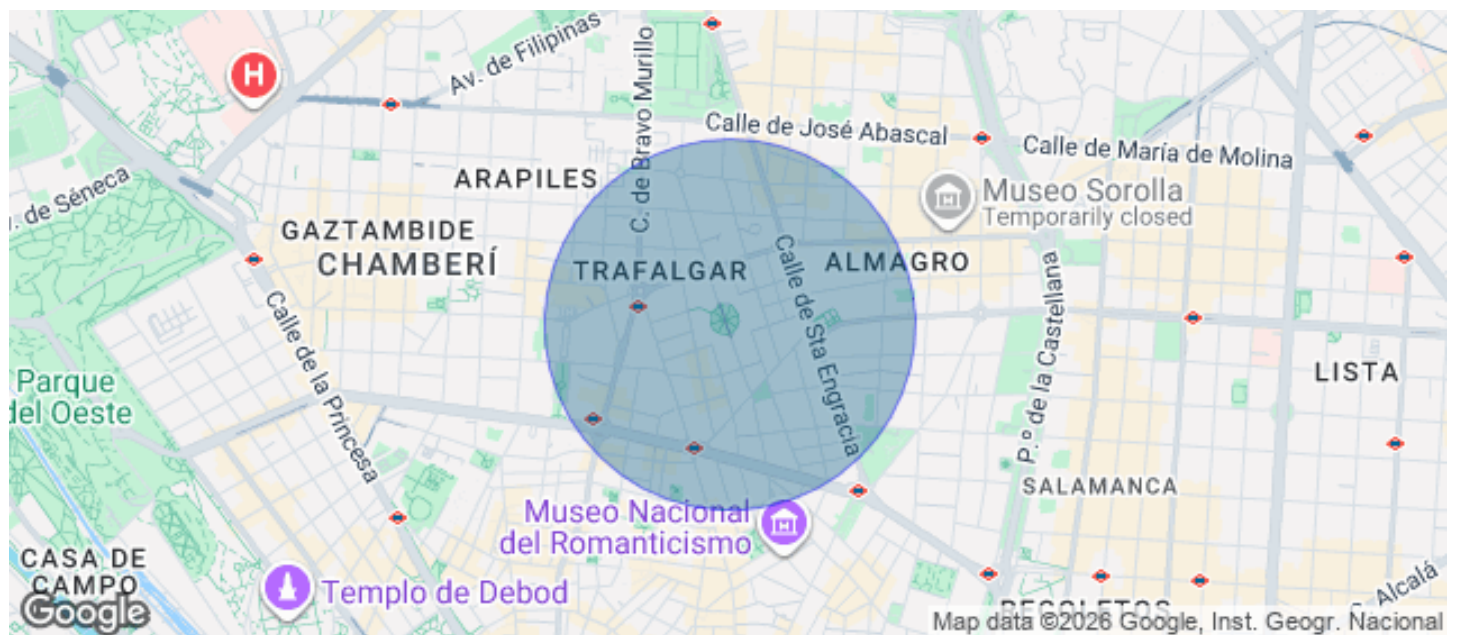 Av. de Filipinas
C. de Bravo Murillo
H
Calle de José Abascal
Calle de María de Molina
ARAPILES
de Séneca
Museo Sorolla
Temporarily closed
GAZTAMBIDE
CHAMBERÍ
TRAFALGAR
ALMAGRO
Calle de Sta Engracia
P.º de la Castellana
Calle de la Princesa
LISTA
Parque
del Oeste
SALAMANCA
Museo Nacional
del Romanticismo
CASA DE
CAMPO
Templo de Debod
Alcalá
RECOLETOS
Google
Map data ©2026 Google, Inst. Geogr. Nacional